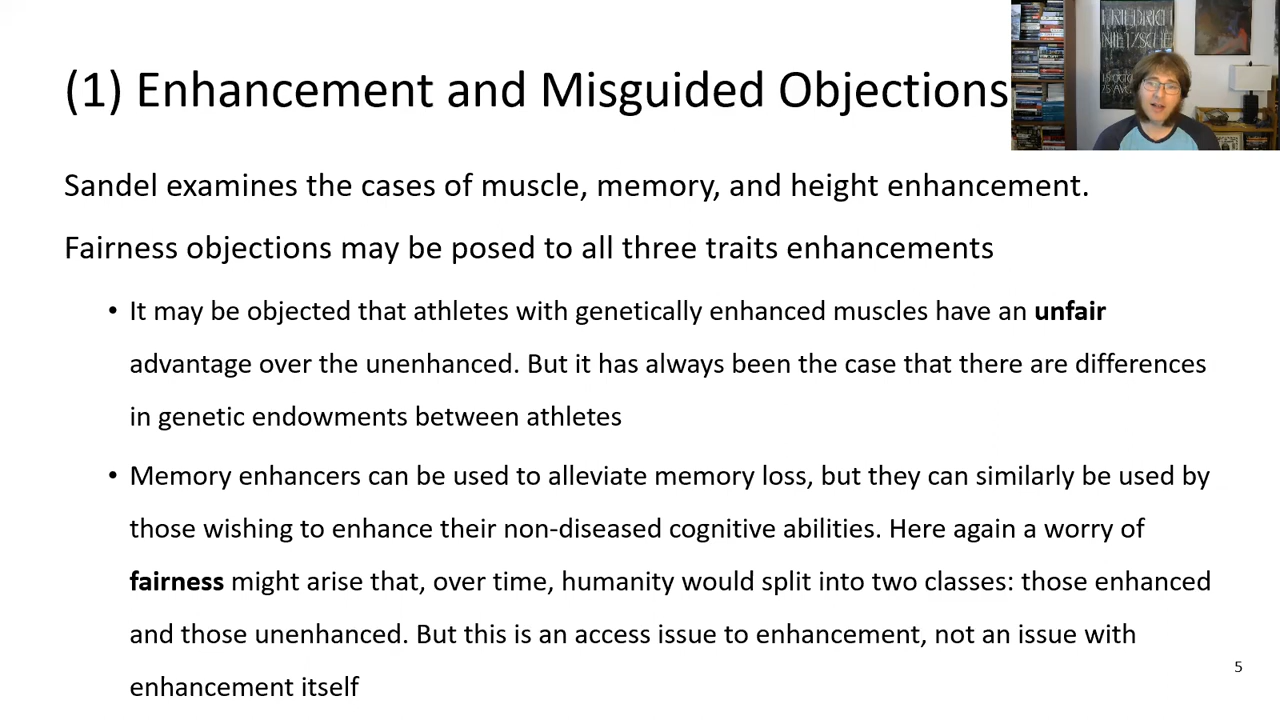 (1) Enhancement and Misguided Objections
FRIEDRICH
NIETZSCHE
Sandel examines the cases of muscle, memory, and height enhancement.
Fairness objections may be posed to all three traits enhancements
• It may be objected that athletes with genetically enhanced muscles have an unfair
advantage over the unenhanced. But it has always been the case that there are differences
in genetic endowments between athletes
• Memory enhancers can be used to alleviate memory loss, but they can similarly be used by
those wishing to enhance their non-diseased cognitive abilities. Here again a worry of
fairness might arise that, over time, humanity would split into two classes: those enhanced
and those unenhanced. But this is an access issue to enhancement, not an issue with
enhancement itself
5